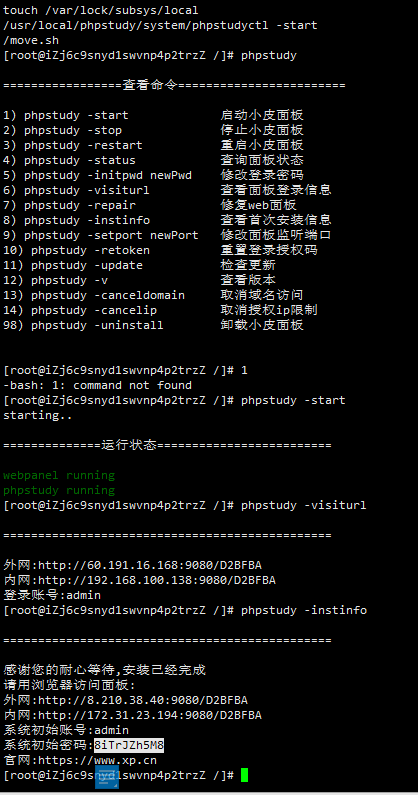 touch /var/lock/subsys/local
/usr/local/phpstudy/system/phpstudyctl -start
/move.sh
[root@iZj6c9snyd1swvnp4p2trzZ /]# phpstudy
=================查看命令========================
1) phpstudy -start 启动小皮面板
2) phpstudy -stop 停止小皮面板
3) phpstudy -restart 重启小皮面板
4) phpstudy -status 查询面板状态
5) phpstudy -initpwd newPwd 修改登录密码
6) phpstudy -visiturl 查看面板登录信息
7) phpstudy -repair 修复web面板
8) phpstudy -instinfo 查看首次安装信息
9) phpstudy -setport newPort 修改面板监听端口
10) phpstudy -retoken 重置登录授权码
11) phpstudy -update 检查更新
12) phpstudy -v 查看版本
13) phpstudy -canceldomain 取消域名访问
14) phpstudy -cancelip 取消授权ip限制
98) phpstudy -uninstall 卸载小皮面板
[root@iZj6c9snyd1swvnp4p2trzZ /]# 1
-bash: 1: command not found
[root@iZj6c9snyd1swvnp4p2trzZ /]# phpstudy -start
starting..
==============运行状态=========================
webpanel running
phpstudy running
[root@iZj6c9snyd1swvnp4p2trzZ /]# phpstudy -visiturl
===============================================
外网:http://60.191.16.168:9080/D2BFBA
内网:http://192.168.100.138:9080/D2BFBA
登录账号:admin
[root@iZj6c9snyd1swvnp4p2trzZ /]# phpstudy -instinfo
===============================================
感谢您的耐心等待,安装已经完成
请用浏览器访问面板:
外网:http://8.210.38.40:9080/D2BFBA
内网:http://172.31.23.194:9080/D2BFBA
系统初始账号:admin
系统初始密码:8iTrJZh5M8
官网:https://www.xp.cn
[root@iZj6c9snyd1swvnp4p2trzZ /]#